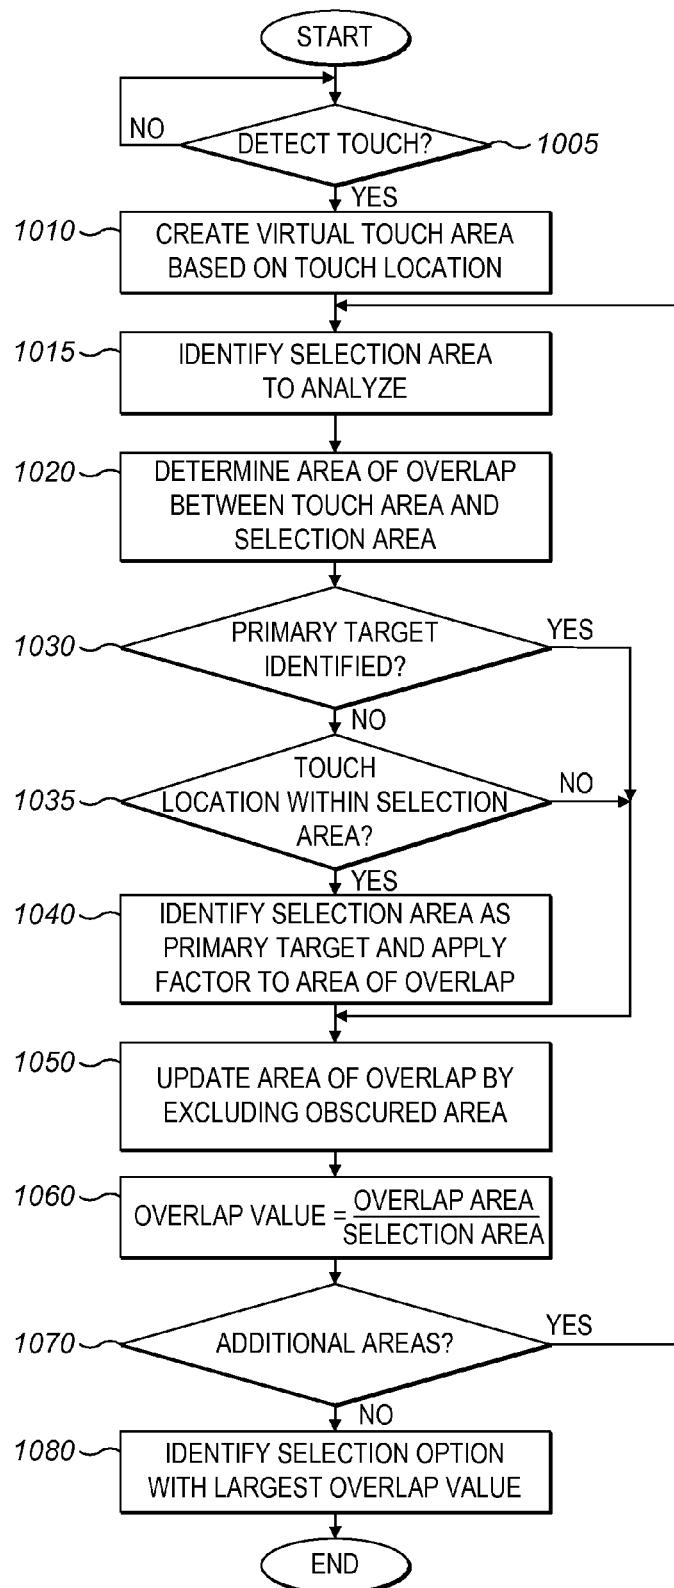 START
NO
DETECT TOUCH?
1005
YES
1010
CREATE VIRTUAL TOUCH AREA
BASED ON TOUCH LOCATION
1015
IDENTIFY SELECTION AREA
TO ANALYZE
1020
DETERMINE AREA OF OVERLAP
BETWEEN TOUCH AREA AND
SELECTION AREA
1030
PRIMARY TARGET
IDENTIFIED?
YES
NO
1035
TOUCH
LOCATION WITHIN SELECTION
AREA?
NO
YES
1040
IDENTIFY SELECTION AREA AS
PRIMARY TARGET AND APPLY
FACTOR TO AREA OF OVERLAP
1050
UPDATE AREA OF OVERLAP BY
EXCLUDING OBSCURED AREA
1060
OVERLAP VALUE = OVERLAP AREA
SELECTION AREA
1070
ADDITIONAL AREAS?
YES
NO
1080
IDENTIFY SELECTION OPTION
WITH LARGEST OVERLAP VALUE
END